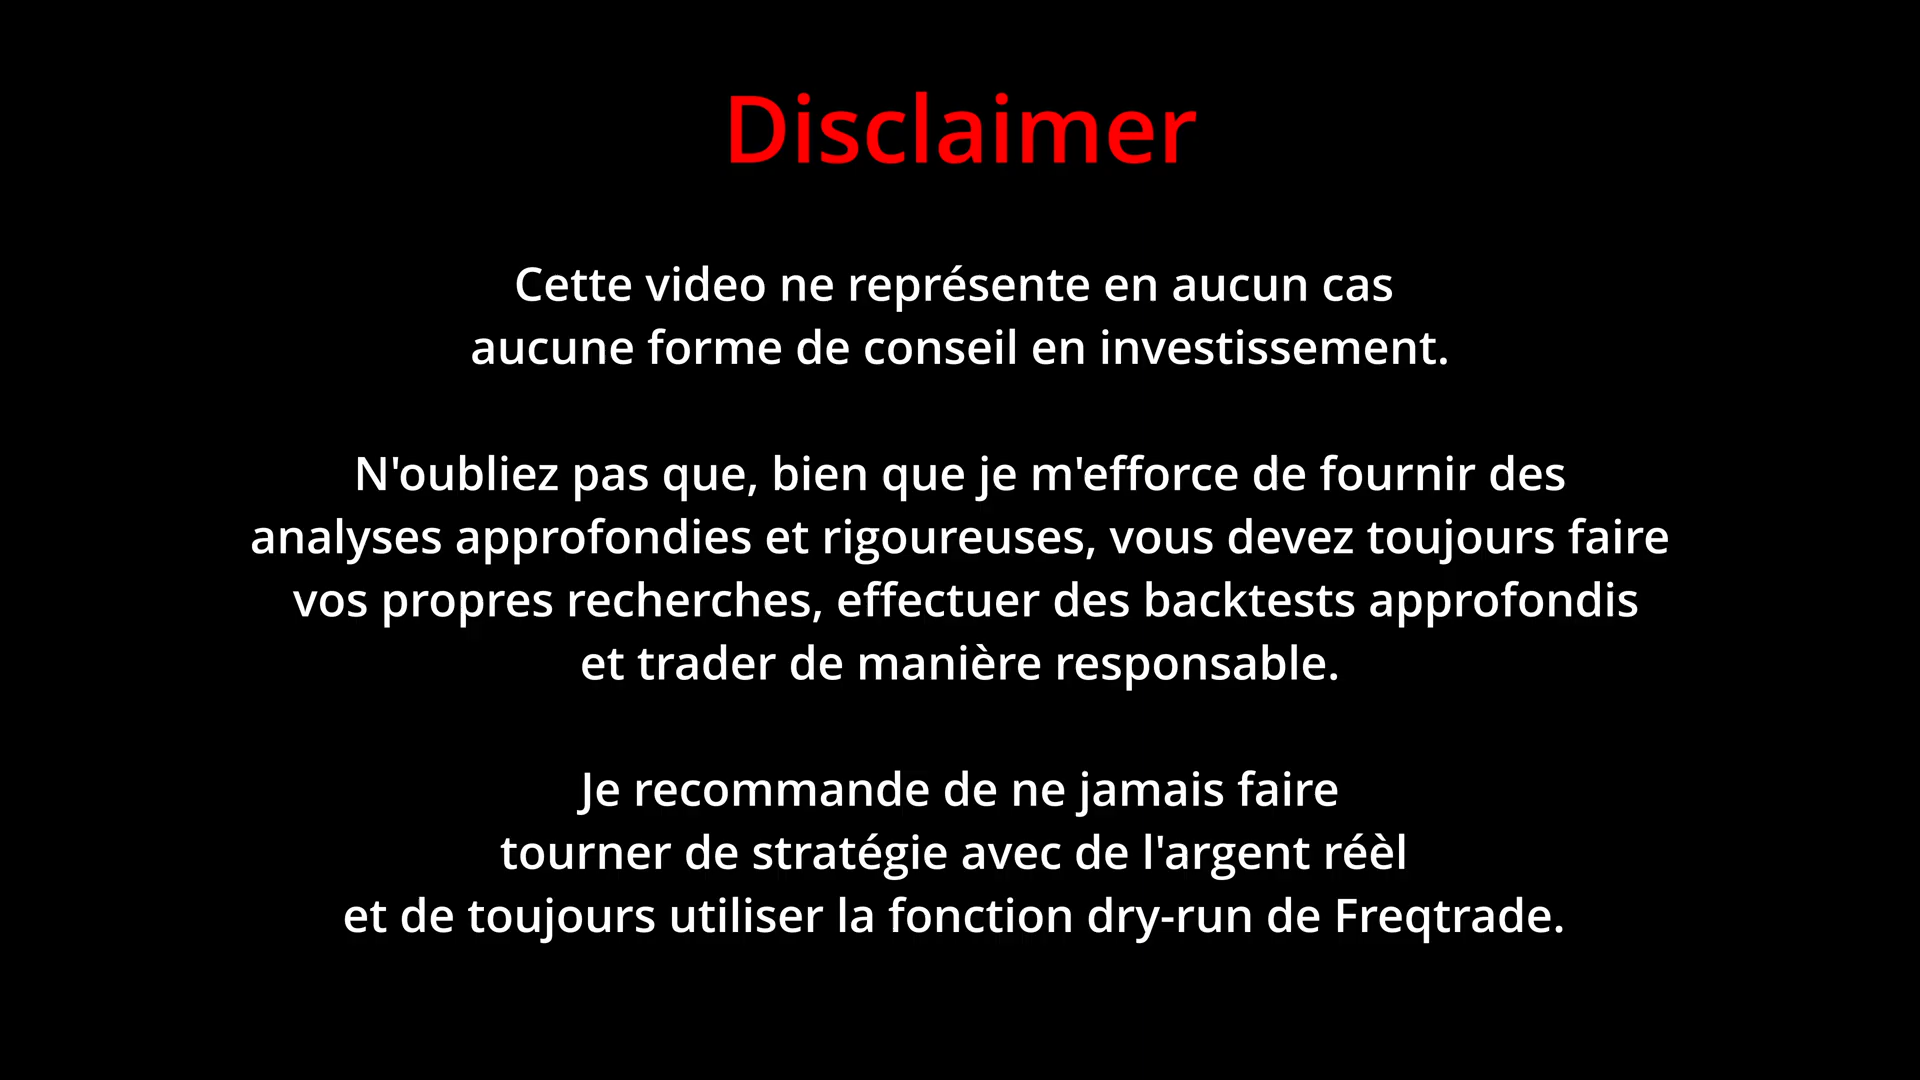 Disclaimer
Cette video ne représente en aucun cas
aucune forme de conseil en investissement.
N'oubliez pas que, bien que je m'efforce de fournir des
analyses approfondies et rigoureuses, vous devez toujours faire
vos propres recherches, effectuer des backtests approfondis
et trader de manière responsable.
Je recommande de ne jamais faire
tourner de stratégie avec de l'argent réèl
et de toujours utiliser la fonction dry-run de Freqtrade.